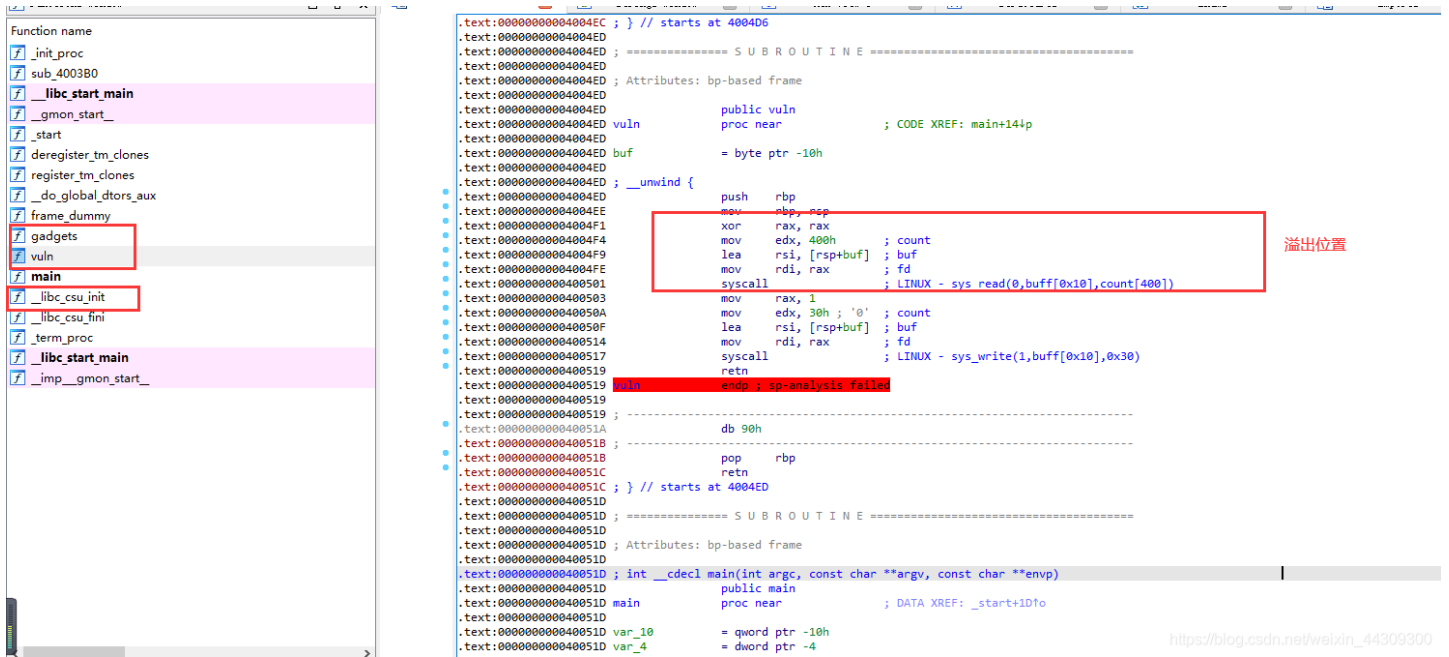 Function name
_init_proc
sub_4003B0
__libc_start_main
__gmon_start__
_start
deregister_tm_clones
register_tm_clones
__do_global_dtors_aux
frame_dummy
gadgets
vuln
main
__libc_csu_init
__libc_csu_fini
_term_proc
__libc_start_main
__imp___gmon_start__
.text:00000000004004EC ; } // starts at 4004D6
.text:00000000004004ED
.text:00000000004004ED ; =============== S U B R O U T I N E =======================================
.text:00000000004004ED
.text:00000000004004ED ; Attributes: bp-based frame
.text:00000000004004ED
.text:00000000004004ED public vuln
.text:00000000004004ED vuln proc near ; CODE XREF: main+14↓p
.text:00000000004004ED
.text:00000000004004ED buf = byte ptr -10h
.text:00000000004004ED
.text:00000000004004ED ; __unwind {
.text:00000000004004ED push rbp
.text:00000000004004EE mov rbp, rsp
.text:00000000004004F1 xor rax, rax
.text:00000000004004F4 mov edx, 400h ; count
.text:00000000004004F9 lea rsi, [rsp+buf] ; buf
.text:00000000004004FE mov rdi, rax ; fd
.text:0000000000400501 syscall ; LINUX - sys_read(0,buff[0x10],count[400])
.text:0000000000400503 mov rax, 1
.text:000000000040050A mov edx, 30h ; '0' ; count
.text:000000000040050F lea rsi, [rsp+buf] ; buf
.text:0000000000400514 mov rdi, rax ; fd
.text:0000000000400517 syscall ; LINUX - sys_write(1,buff[0x10],0x30)
.text:0000000000400519 retn
.text:0000000000400519 vuln endp ; sp-analysis failed
.text:0000000000400519
.text:0000000000400519 ; ---------------------------------------------------------------------------
.text:000000000040051A db 90h
.text:000000000040051B ; ---------------------------------------------------------------------------
.text:000000000040051B pop rbp
.text:000000000040051C retn
.text:000000000040051C ; } // starts at 4004ED
.text:000000000040051D
.text:000000000040051D ; =============== S U B R O U T I N E =======================================
.text:000000000040051D
.text:000000000040051D ; Attributes: bp-based frame
.text:000000000040051D
.text:000000000040051D ; int __cdecl main(int argc, const char **argv, const char **envp)
.text:000000000040051D public main
.text:000000000040051D main proc near ; DATA XREF: _start+1D↑o
.text:000000000040051D
.text:000000000040051D var_10 = qword ptr -10h
.text:000000000040051D var_4 = dword ptr -4
溢出位置
https://blog.csdn.net/weixin_44309300